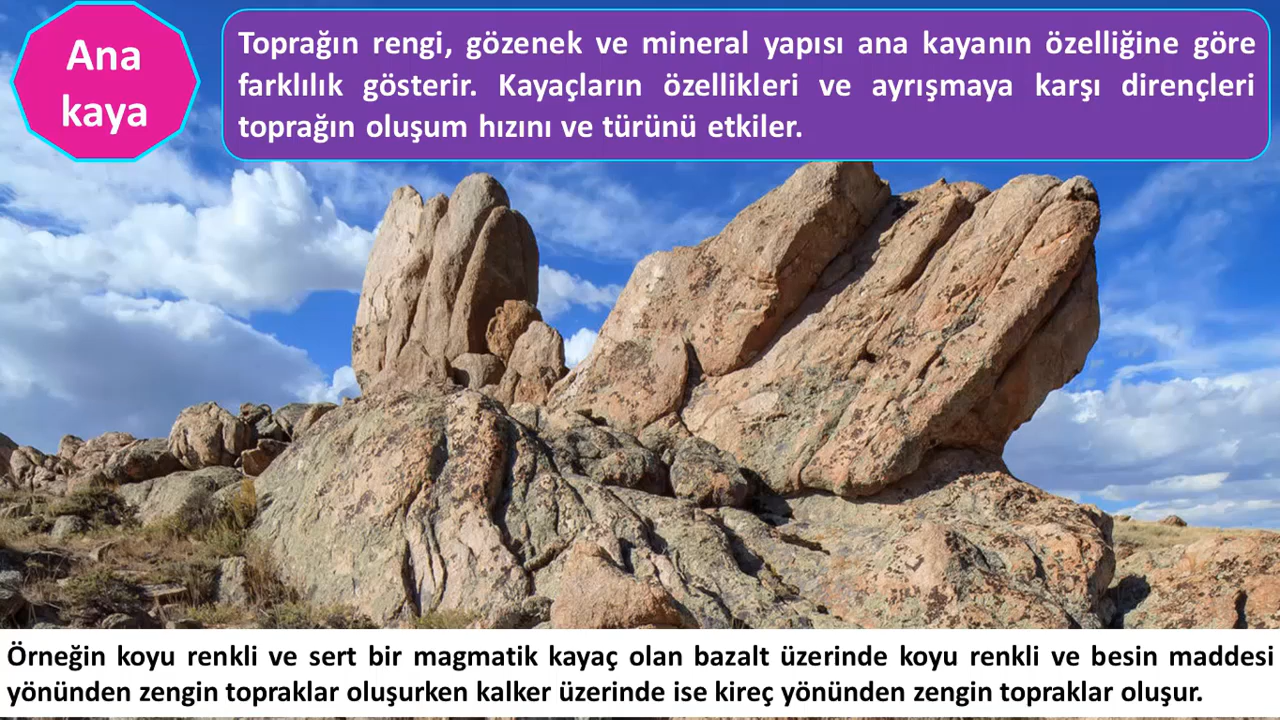 Ana
kaya
Toprağın rengi, gözenek ve mineral yapısı ana kayanın özelliğine göre
farklılık gösterir. Kayaçların özellikleri ve ayrışmaya karşı dirençleri
toprağın oluşum hızını ve türünü etkiler.
Örneğin koyu renkli ve sert bir magmatik kayaç olan bazalt üzerinde koyu renkli ve besin maddesi
yönünden zengin topraklar oluşurken kalker üzerinde ise kireç yönünden zengin topraklar oluşur.